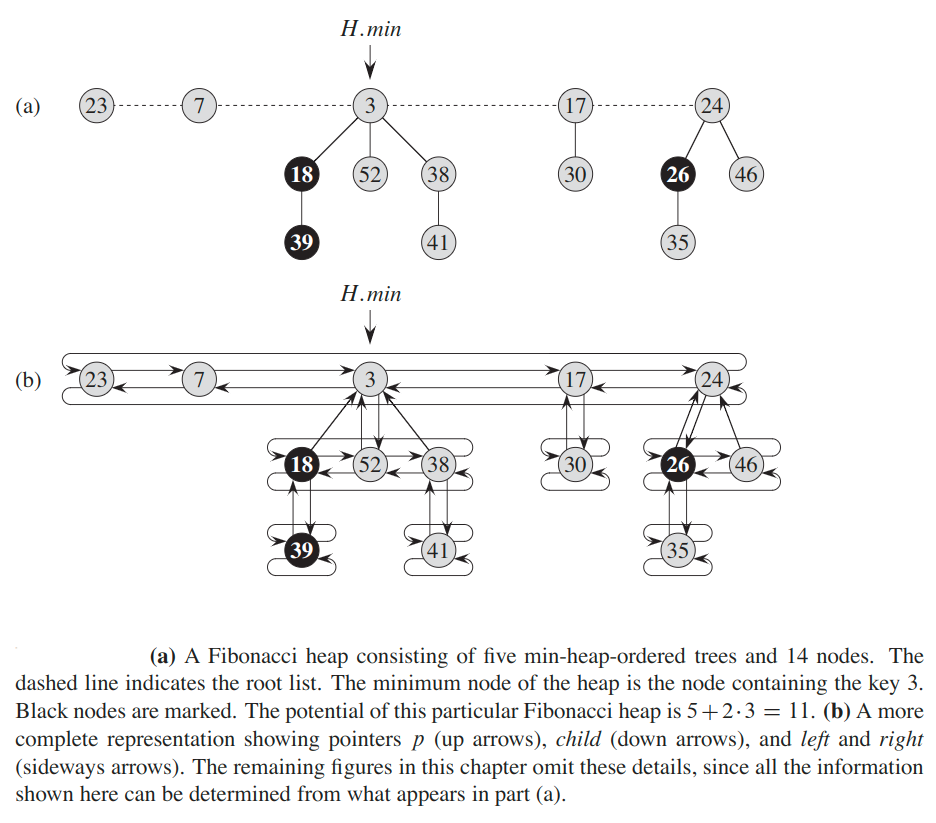 H.min
(a) 23 7 3 17 24
18 52 38 30 26 46
39 41 35
H.min
(b) 23 7 3 17 24
18 52 38 30 26 46
39 41 35
(a) A Fibonacci heap consisting of five min-heap-ordered trees and 14 nodes. The
dashed line indicates the root list. The minimum node of the heap is the node containing the key 3.
Black nodes are marked. The potential of this particular Fibonacci heap is 5+2·3 = 11. (b) A more
complete representation showing pointers p (up arrows), child (down arrows), and left and right
(sideways arrows). The remaining figures in this chapter omit these details, since all the information
shown here can be determined from what appears in part (a).